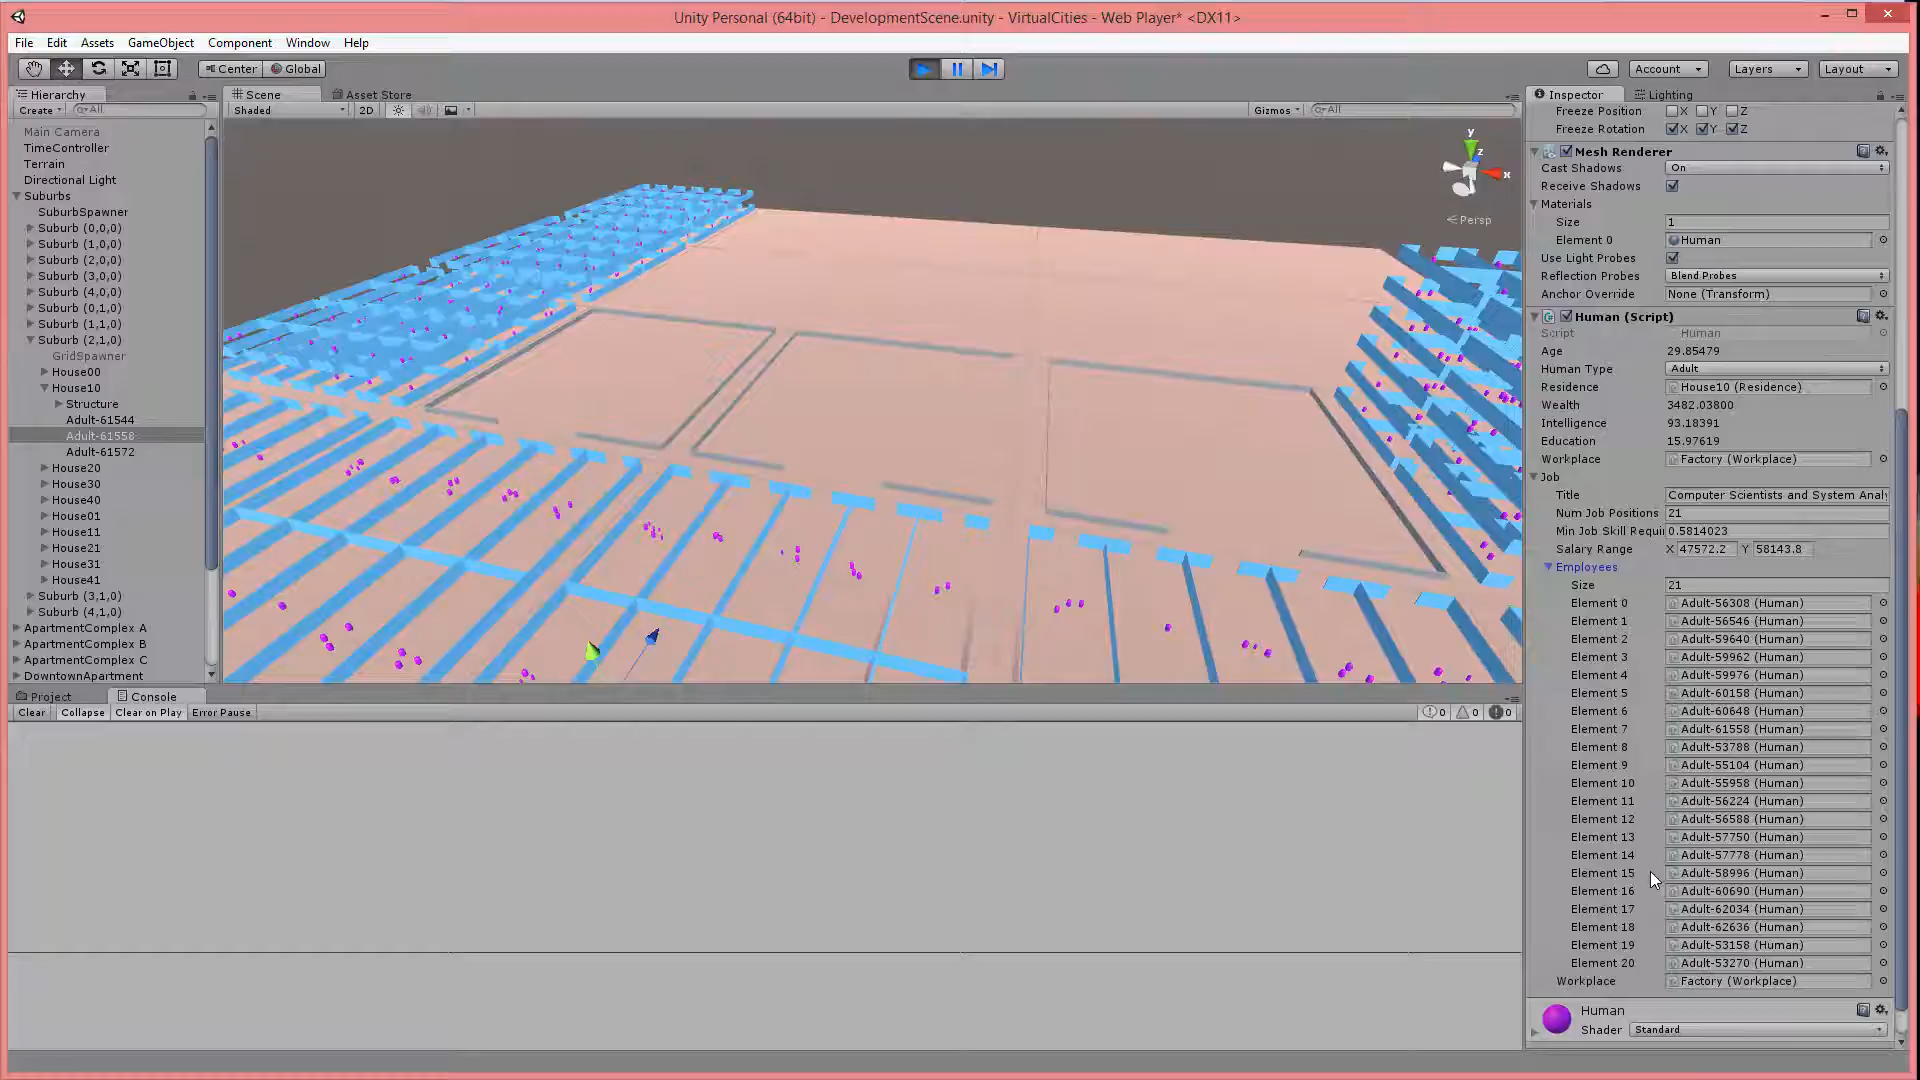 Unity Personal (64bit) - DevelopmentScene.unity - VirtualCities - Web Player* <DX11>
File Edit Assets GameObject Component Window Help
Center Global Account Layers Layout
Hierarchy
Create All
Main Camera
TimeController
Terrain
Directional Light
Suburbs
SuburbSpawner
Suburb (0,0,0)
Suburb (1,0,0)
Suburb (2,0,0)
Suburb (3,0,0)
Suburb (4,0,0)
Suburb (0,1,0)
Suburb (1,1,0)
Suburb (2,1,0)
GridSpawner
House00
House10
Structure
Adult-61544
Adult-61558
Adult-61572
House20
House30
House40
House01
House11
House21
House31
House41
Suburb (3,1,0)
Suburb (4,1,0)
ApartmentComplex A
ApartmentComplex B
ApartmentComplex C
DowntownApartment
Scene Asset Store
Shaded 2D Gizmos All
y
z
x
Persp
Project Console
Clear Collapse Clear on Play Error Pause 0 0 0
Inspector Lighting
Freeze Position X Y Z
Freeze Rotation X Y Z
Mesh Renderer
Cast Shadows On
Receive Shadows
Materials
Size 1
Element 0 Human
Use Light Probes
Reflection Probes Blend Probes
Anchor Override None (Transform)
Human (Script)
Script Human
Age 29.85479
Human Type Adult
Residence House10 (Residence)
Wealth 3482.03800
Intelligence 93.18391
Education 15.97619
Workplace Factory (Workplace)
Job
Title Computer Scientists and System Analy
Num Job Positions 21
Min Job Skill Requi 0.5814023
Salary Range X 47572.2 Y 58143.8
Employees
Size 21
Element 0 Adult-56308 (Human)
Element 1 Adult-56546 (Human)
Element 2 Adult-59640 (Human)
Element 3 Adult-59962 (Human)
Element 4 Adult-59976 (Human)
Element 5 Adult-60158 (Human)
Element 6 Adult-60648 (Human)
Element 7 Adult-61558 (Human)
Element 8 Adult-53788 (Human)
Element 9 Adult-55104 (Human)
Element 10 Adult-55958 (Human)
Element 11 Adult-56224 (Human)
Element 12 Adult-56588 (Human)
Element 13 Adult-57750 (Human)
Element 14 Adult-57778 (Human)
Element 15 Adult-58996 (Human)
Element 16 Adult-60690 (Human)
Element 17 Adult-62034 (Human)
Element 18 Adult-62636 (Human)
Element 19 Adult-53158 (Human)
Element 20 Adult-53270 (Human)
Workplace Factory (Workplace)
Human
Shader Standard